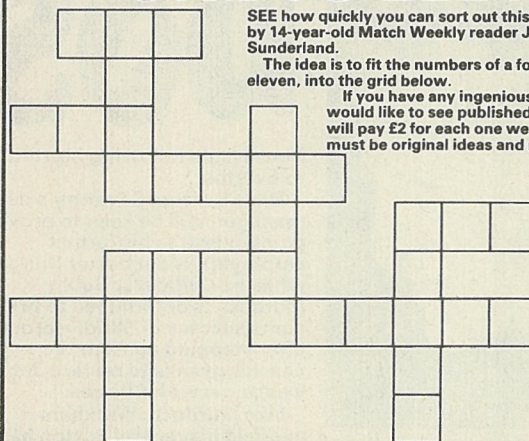 SEE how quickly you can sort out this
by 14-year-old Match Weekly reader J
Sunderland.
The idea is to fit the numbers of a fo
eleven, into the grid below.
If you have any ingenious
would like to see published
will pay £2 for each one we
must be original ideas and